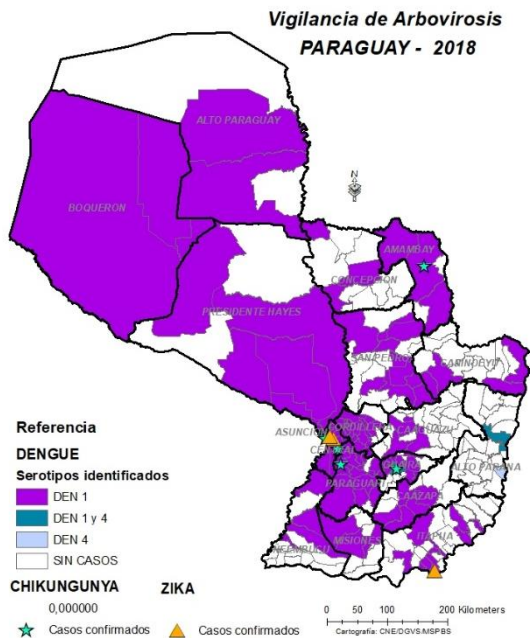 Vigilancia de Arbovirosis
PARAGUAY - 2018
ALTO PARAGUAY
BOQUERON
N
AMAMBAY
CONCEPCION
PRESIDENTE HAYES
SAN PEDRO
CANINDEYU
ASUNCION
CORDILLERA
CAAGUAZU
CENTRAL
ALTO PARANA
GUAIRA
PARAGUARI
CAAZAPA
ITAPUA
MISIONES
ÑEEMBUCU
Referencia
DENGUE
Serotipos identificados
DEN 1
DEN 1 y 4
DEN 4
SIN CASOS
CHIKUNGUNYA ZIKA
0,000000
Casos confirmados Casos confirmados
0 50 100 200 Kilometers
Cartografía: CNE/DGVS/MSPBS